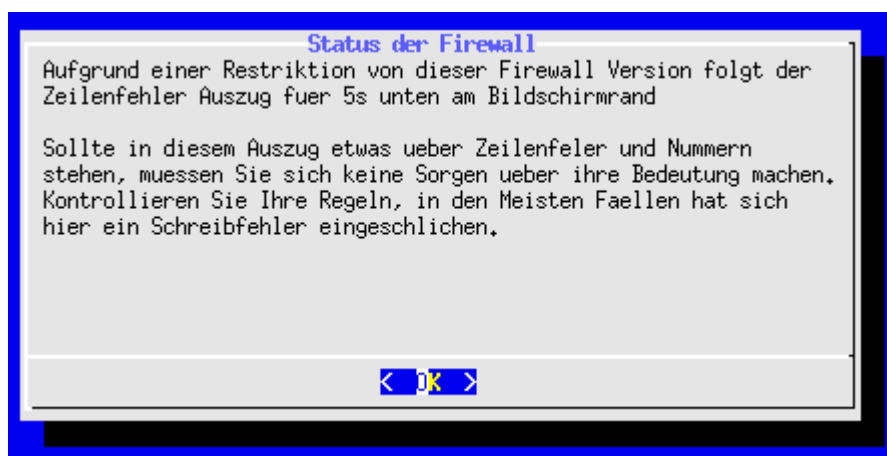 Status der Firewall
Aufgrund einer Restriktion von dieser Firewall Version folgt der
Zeilenfehler Auszug fuer 5s unten am Bildschirmrand
Sollte in diesem Auszug etwas ueber Zeilenfeler und Nummern
stehen, muessen Sie sich keine Sorgen ueber ihre Bedeutung machen.
Kontrollieren Sie Ihre Regeln, in den Meisten Faellen hat sich
hier ein Schreibfehler eingeschlichen.
< OK >